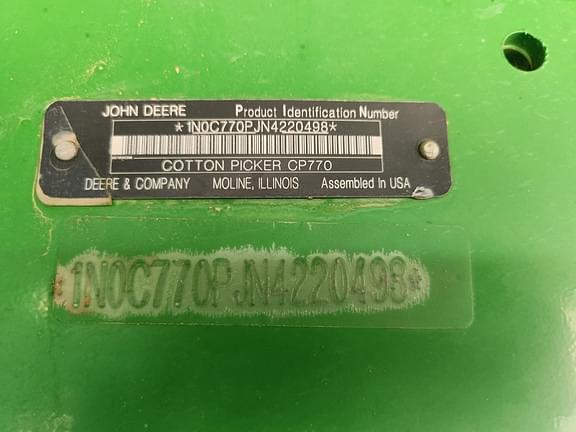 JOHN DEERE Product Identification Number
*1N0C770PJN4220498*
COTTON PICKER CP770
DEERE & COMPANY MOLINE, ILLINOIS Assembled In USA
*1N0C770PJN4220498*